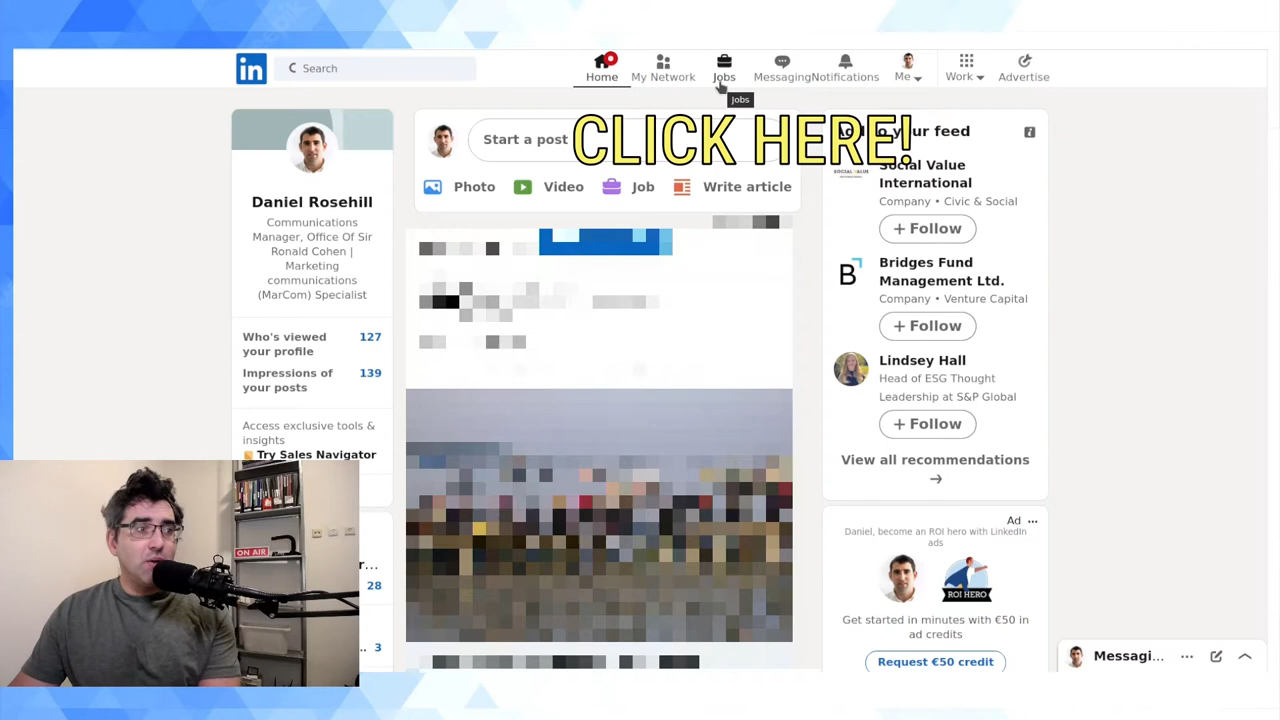 in
Search
Home
My Network
Jobs
Messaging
Notifications
Me
Work
Advertise
Jobs
CLICK HERE!
Start a post
Photo
Video
Job
Write article
Daniel Rosehill
Communications
Manager, Office Of Sir
Ronald Cohen |
Marketing
communications
(MarCom) Specialist
Who's viewed
your profile
127
Impressions of
your posts
139
Access exclusive tools &
insights
Try Sales Navigator
28
3
ON AIR
your feed
SOCIAL VALUE
Social Value
International
Company • Civic & Social
+ Follow
B
Bridges Fund
Management Ltd.
Company • Venture Capital
+ Follow
Lindsey Hall
Head of ESG Thought
Leadership at S&P Global
+ Follow
View all recommendations
→
Ad ...
Daniel, become an ROI hero with LinkedIn
ads
ROI HERO
Get started in minutes with €50 in
ad credits
Request €50 credit
Messagi...